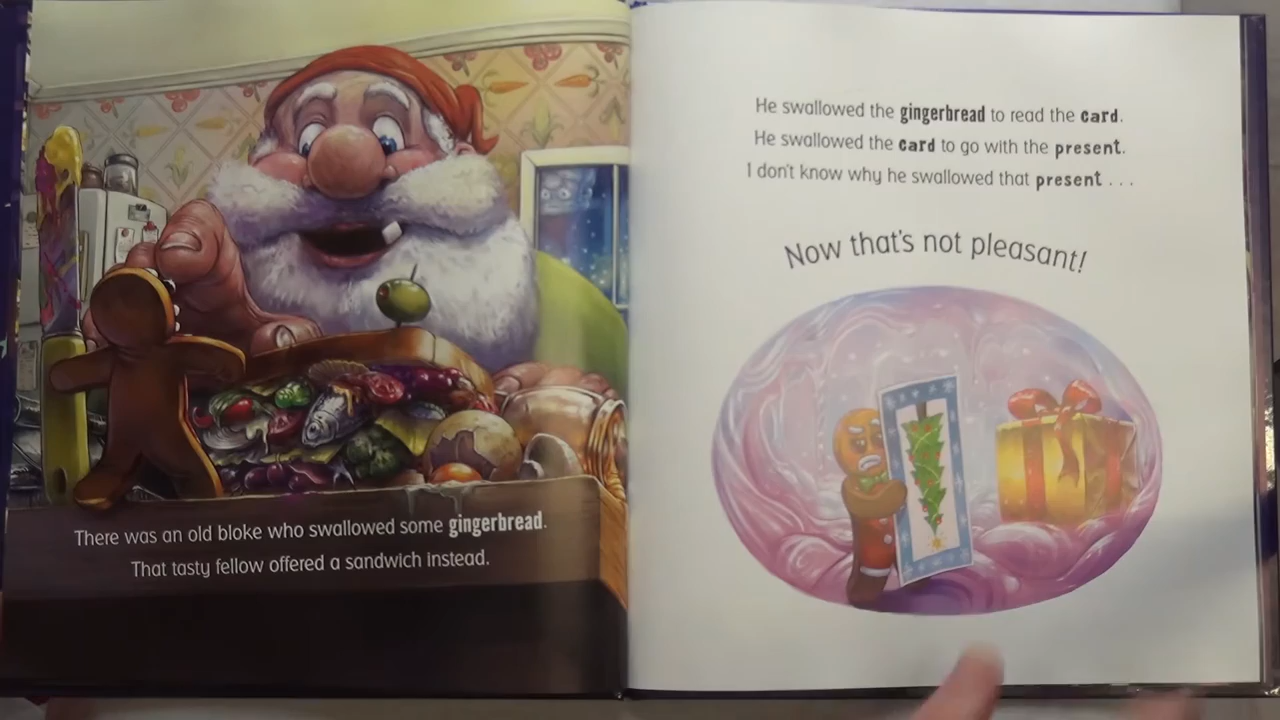 There was an old bloke who swallowed some gingerbread.
That tasty fellow offered a sandwich instead.
He swallowed the gingerbread to read the card.
He swallowed the card to go with the present.
I don't know why he swallowed that present . . .
Now that's not pleasant!